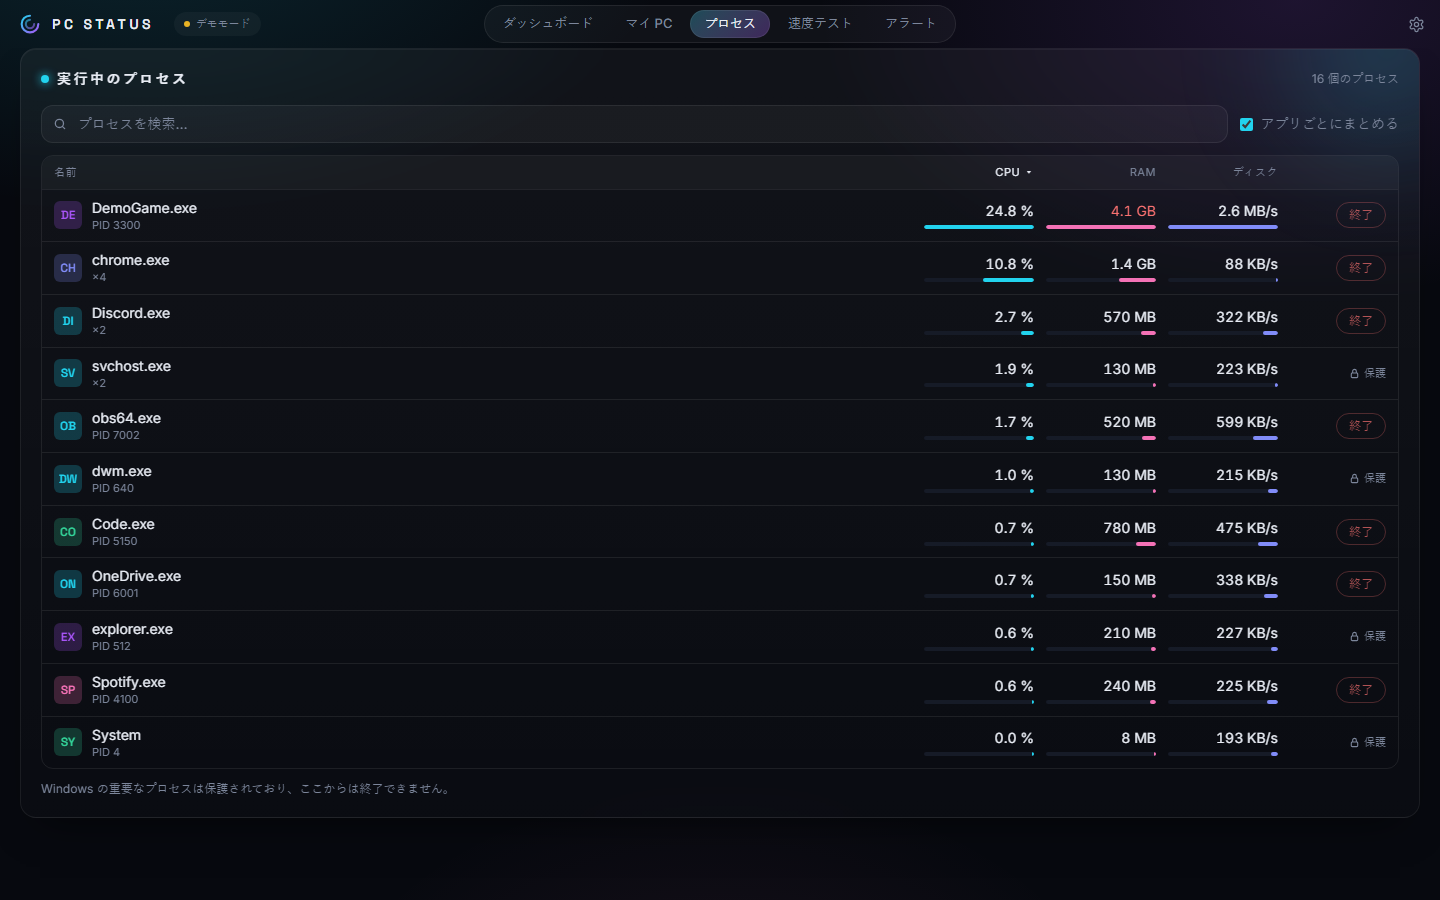 PC STATUS
デモモード
ダッシュボード
マイ PC
プロセス
速度テスト
アラート
実行中のプロセス
16 個のプロセス
プロセスを検索...
アプリごとにまとめる
名前 CPU RAM ディスク
DE DemoGame.exe 24.8 % 4.1 GB 2.6 MB/s 終了
PID 3300
CH chrome.exe 10.8 % 1.4 GB 88 KB/s 終了
×4
DI Discord.exe 2.7 % 570 MB 322 KB/s 終了
×2
SV svchost.exe 1.9 % 130 MB 223 KB/s 保護
×2
OB obs64.exe 1.7 % 520 MB 599 KB/s 終了
PID 7002
DW dwm.exe 1.0 % 130 MB 215 KB/s 保護
PID 640
CO Code.exe 0.7 % 780 MB 475 KB/s 終了
PID 5150
ON OneDrive.exe 0.7 % 150 MB 338 KB/s 終了
PID 6001
EX explorer.exe 0.6 % 210 MB 227 KB/s 保護
PID 512
SP Spotify.exe 0.6 % 240 MB 225 KB/s 終了
PID 4100
SY System 0.0 % 8 MB 193 KB/s 保護
PID 4
Windows の重要なプロセスは保護されており、ここからは終了できません。